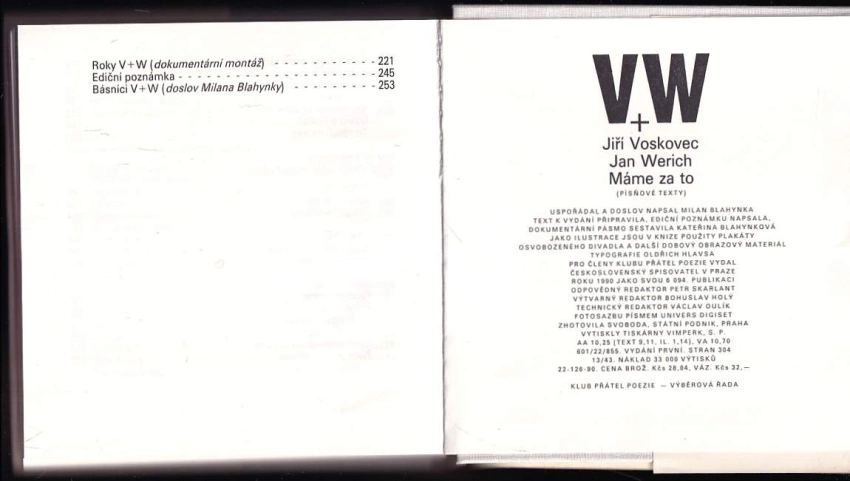 Roky V+W (dokumentární montáž) - - - - - - - - - - - 221
Ediční poznámka - - - - - - - - - - - - - - - - - - - - - 245
Básníci V+W (doslov Milana Blahynky) - - - - - - - - - 253
V+W
Jiří Voskovec
Jan Werich
Máme za to
(PÍSŇOVÉ TEXTY)
USPOŘÁDAL A DOSLOV NAPSAL MILAN BLAHYNKA
TEXT K VYDÁNÍ PŘIPRAVILA, EDIČNÍ POZNÁMKU NAPSALA,
DOKUMENTÁRNÍ PÁSMO SESTAVILA KATEŘINA BLAHYNKOVÁ
JAKO ILUSTRACE JSOU V KNIZE POUŽITY PLAKÁTY
OSVOBOZENÉHO DIVADLA A DALŠÍ DOBOVÝ OBRAZOVÝ MATERIÁL
TYPOGRAFIE OLDŘICH HLAVSA
PRO ČLENY KLUBU PŘÁTEL POEZIE VYDAL
ČESKOSLOVENSKÝ SPISOVATEL V PRAZE
ROKU 1990 JAKO SVOU 6 094. PUBLIKACI
ODPOVĚDNÝ REDAKTOR PETR SKARLANT
VÝTVARNÝ REDAKTOR BOHUSLAV HOLÝ
TECHNICKÝ REDAKTOR VÁCLAV OULÍK
FOTOSAZBU PÍSMEM UNIVERS DIGISET
ZHOTOVILA SVOBODA, STÁTNÍ PODNIK, PRAHA
VYTISKLY TISKÁRNY VIMPERK, S. P.
AA 10,25 (TEXT 9,11, IL. 1,14), VA 10,70
601/22/855. VYDÁNÍ PRVNÍ. STRAN 304
13/43. NÁKLAD 33 000 VÝTISKŮ
22-126-90. CENA BROŽ. Kčs 28,04, VÁZ. Kčs 32,—
KLUB PŘÁTEL POEZIE — VÝBĚROVÁ ŘADA